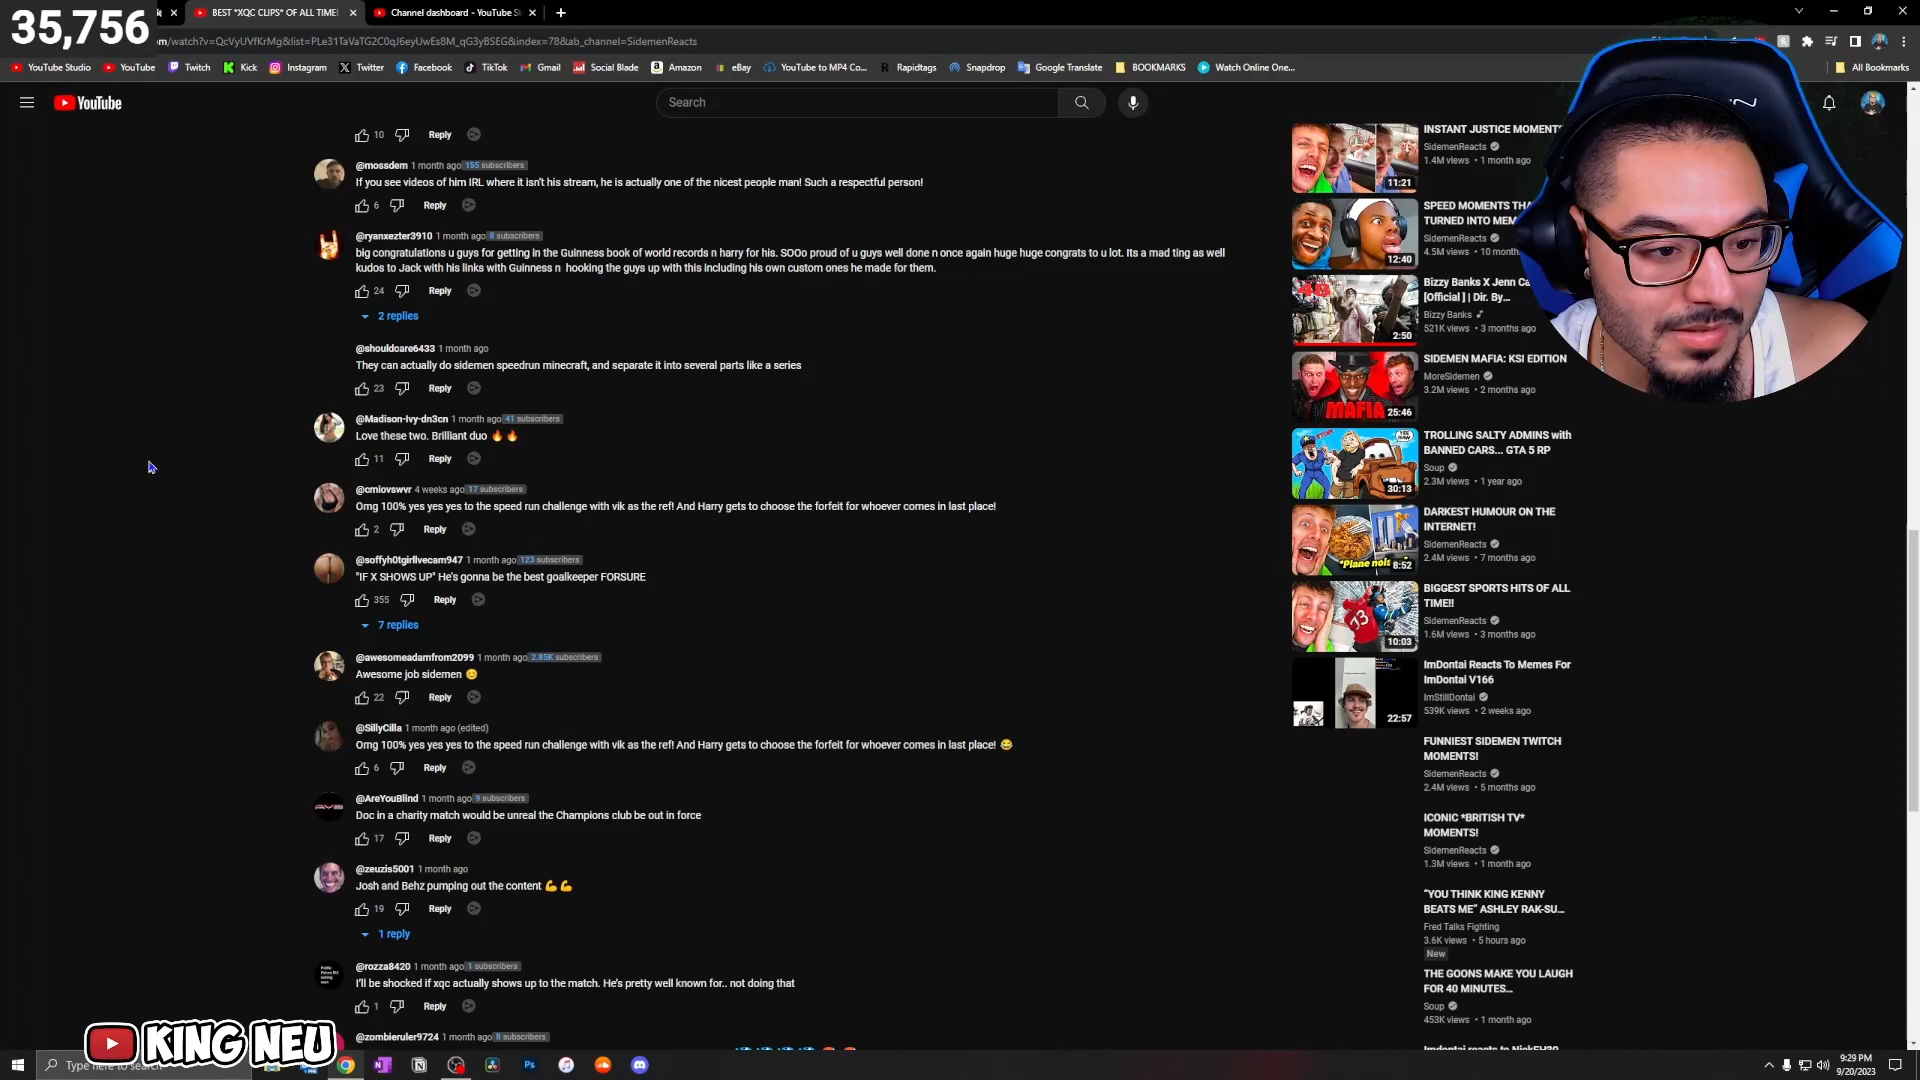 35,756
BEST *XQC CLIPS* OF ALL TIME!
Channel dashboard - YouTube St
om/watch?v=QcVyUVfKrMg&list=PLe31TaVaTG2C0qJ6eyUwEs8M_qG3yBSEG&index=78&ab_channel=SidemenReacts
YouTube Studio YouTube Twitch Kick Instagram Twitter Facebook TikTok Gmail Social Blade Amazon eBay YouTube to MP4 Co... Rapidtags Snapdrop Google Translate BOOKMARKS Watch Online One... All Bookmarks
YouTube
Search
10 Reply
@mossdem 1 month ago 155 subscribers
If you see videos of him IRL where it isn't his stream, he is actually one of the nicest people man! Such a respectful person!
6 Reply
@ryanxezter3910 1 month ago 8 subscribers
big congratulations u guys for getting in the Guinness book of world records n harry for his. SOOo proud of u guys well done n once again huge huge congrats to u lot. Its a mad ting as well
kudos to Jack with his links with Guinness n hooking the guys up with this including his own custom ones he made for them.
24 Reply
2 replies
@shouldcare6433 1 month ago
They can actually do sidemen speedrun minecraft, and separate it into several parts like a series
23 Reply
@Madison-Ivy-dn3cn 1 month ago 41 subscribers
Love these two. Brilliant duo 🔥 🔥
11 Reply
@cmiovswvr 4 weeks ago 17 subscribers
Omg 100% yes yes yes to the speed run challenge with vik as the ref! And Harry gets to choose the forfeit for whoever comes in last place!
2 Reply
@soffyh0tgirllvecam947 1 month ago 123 subscribers
"IF X SHOWS UP" He's gonna be the best goalkeeper FORSURE
355 Reply
7 replies
@awesomeadamfrom2099 1 month ago 2.85K subscribers
Awesome job sidemen 😊
22 Reply
@SillyCilla 1 month ago (edited)
Omg 100% yes yes yes to the speed run challenge with vik as the ref! And Harry gets to choose the forfeit for whoever comes in last place! 😂
6 Reply
@AreYouBlind 1 month ago 9 subscribers
Doc in a charity match would be unreal the Champions club be out in force
17 Reply
@zeuzis5001 1 month ago
Josh and Behz pumping out the content 💪💪
19 Reply
1 reply
@rozza8420 1 month ago 1 subscribers
I'll be shocked if xqc actually shows up to the match. He's pretty well known for.. not doing that
1 Reply
@zombieruler9724 1 month ago 8 subscribers
INSTANT JUSTICE MOMENTS
SidemenReacts
1.4M views • 1 month ago
11:21
SPEED MOMENTS THA
TURNED INTO MEM
SidemenReacts
4.5M views • 10 month
12:40
Bizzy Banks X Jenn Ca
[Official ] | Dir. By...
Bizzy Banks
521K views • 3 months ago
2:50
SIDEMEN MAFIA: KSI EDITION
MoreSidemen
3.2M views • 2 months ago
MAFIA
25:46
TROLLING SALTY ADMINS with
BANNED CARS... GTA 5 RP
Soup
2.3M views • 1 year ago
30:13
DARKEST HUMOUR ON THE
INTERNET!
SidemenReacts
2.4M views • 7 months ago
8:52
BIGGEST SPORTS HITS OF ALL
TIME!!
SidemenReacts
1.6M views • 3 months ago
10:03
ImDontai Reacts To Memes For
ImDontai V166
ImStillDontai
539K views • 2 weeks ago
22:57
FUNNIEST SIDEMEN TWITCH
MOMENTS!
SidemenReacts
2.4M views • 5 months ago
ICONIC *BRITISH TV*
MOMENTS!
SidemenReacts
1.3M views • 1 month ago
"YOU THINK KING KENNY
BEATS ME" ASHLEY RAK-SU...
Fred Talks Fighting
3.6K views • 5 hours ago
New
THE GOONS MAKE YOU LAUGH
FOR 40 MINUTES...
Soup
453K views • 1 month ago
Imdontai reacts to NickEH30
KING NEU
Type here to search
9:29 PM
9/20/2023